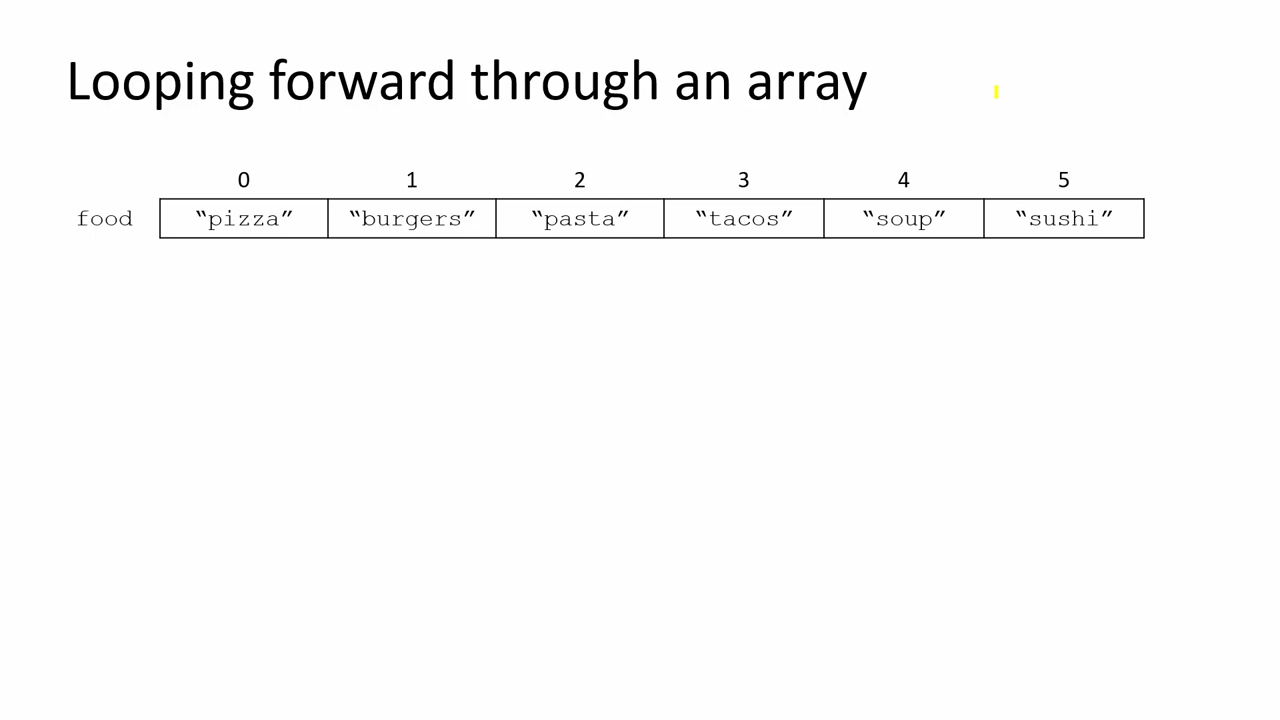 Looping forward through an array
0 1 2 3 4 5
food “pizza” “burgers” “pasta” “tacos” “soup” “sushi”